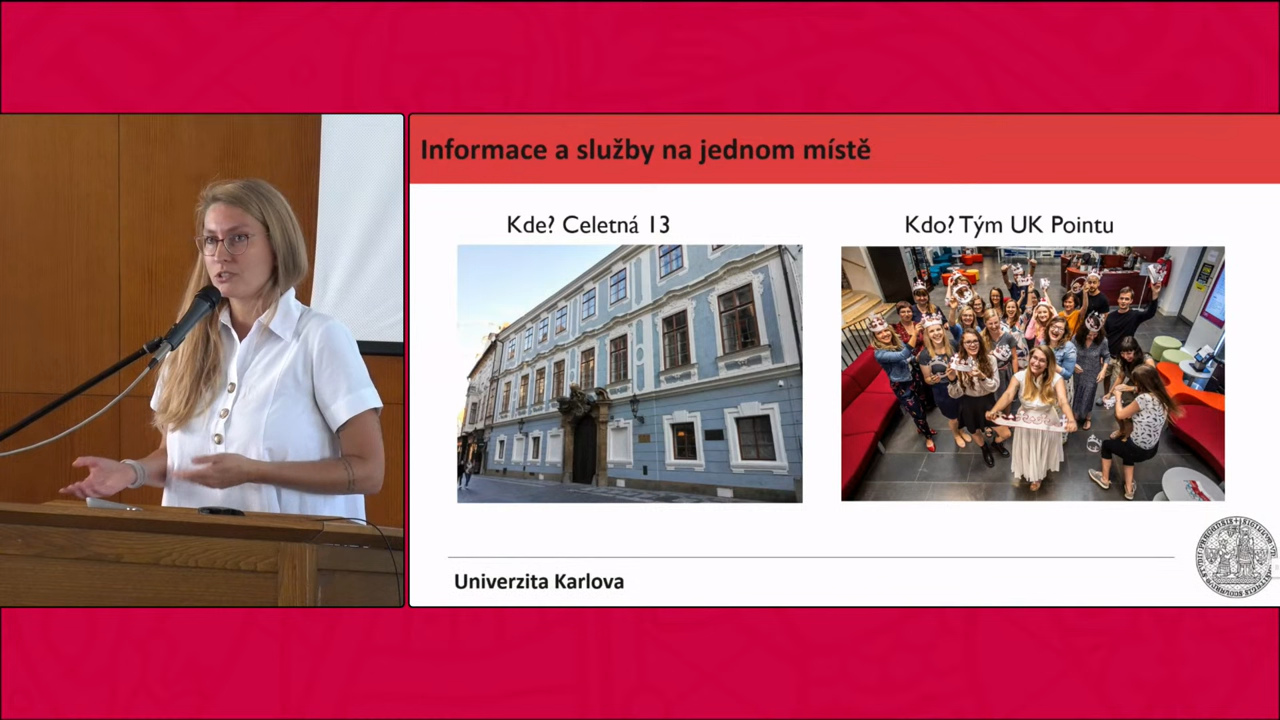 Informace a služby na jednom místě
Kde? Celetná 13
Kdo? Tým UK Pointu
Univerzita Karlova